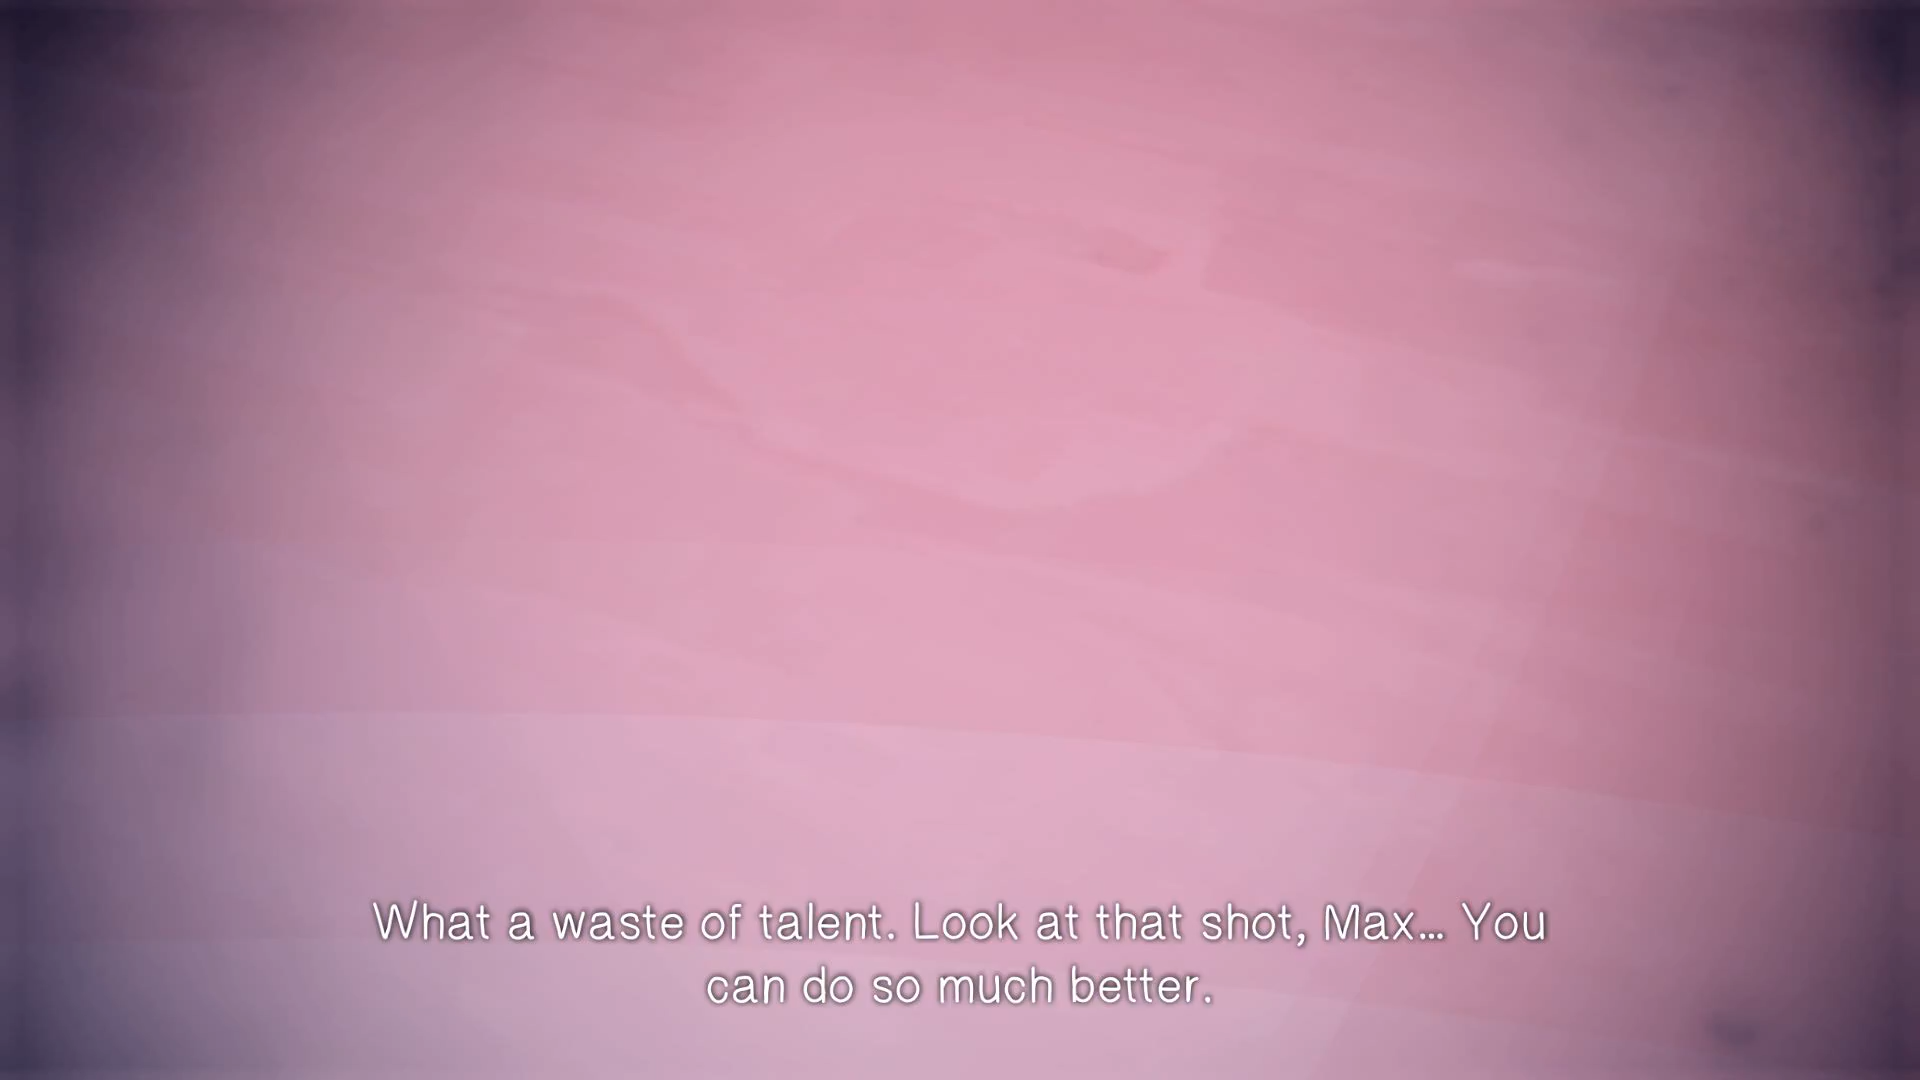 What a waste of talent. Look at that shot, Max... You
can do so much better.